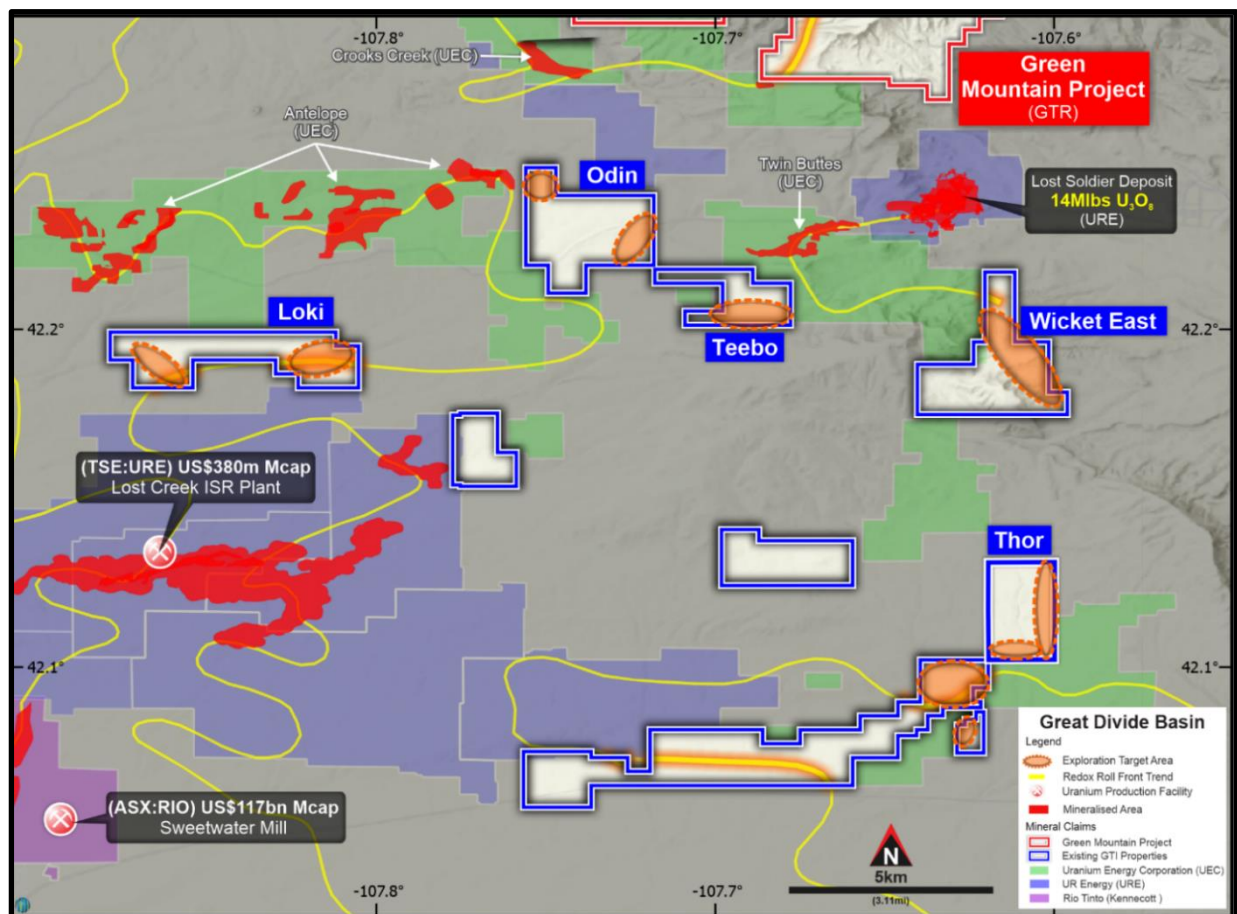 -107.8°
-107.7°
-107.6°
Crooks Creek (UEC)
Green
Mountain Project
(GTR)
Antelope
(UEC)
Odin
Twin Buttes
(UEC)
Lost Soldier Deposit
14Mlbs U₃O₈
(URE)
42.2°
42.2°
Loki
Teebo
Wicket East
(TSE:URE) US$380m Mcap
Lost Creek ISR Plant
Thor
42.1°
42.1°
(ASX:RIO) US$117bn Mcap
Sweetwater Mill
N
5km
(3.11mi)
-107.8°
-107.7°
Great Divide Basin
Legend
Exploration Target Area
Redox Roll Front Trend
Uranium Production Facility
Mineralised Area
Mineral Claims
Green Mountain Project
Existing GTI Properties
Uranium Energy Corporation (UEC)
UR Energy (URE)
Rio Tinto (Kennecott )